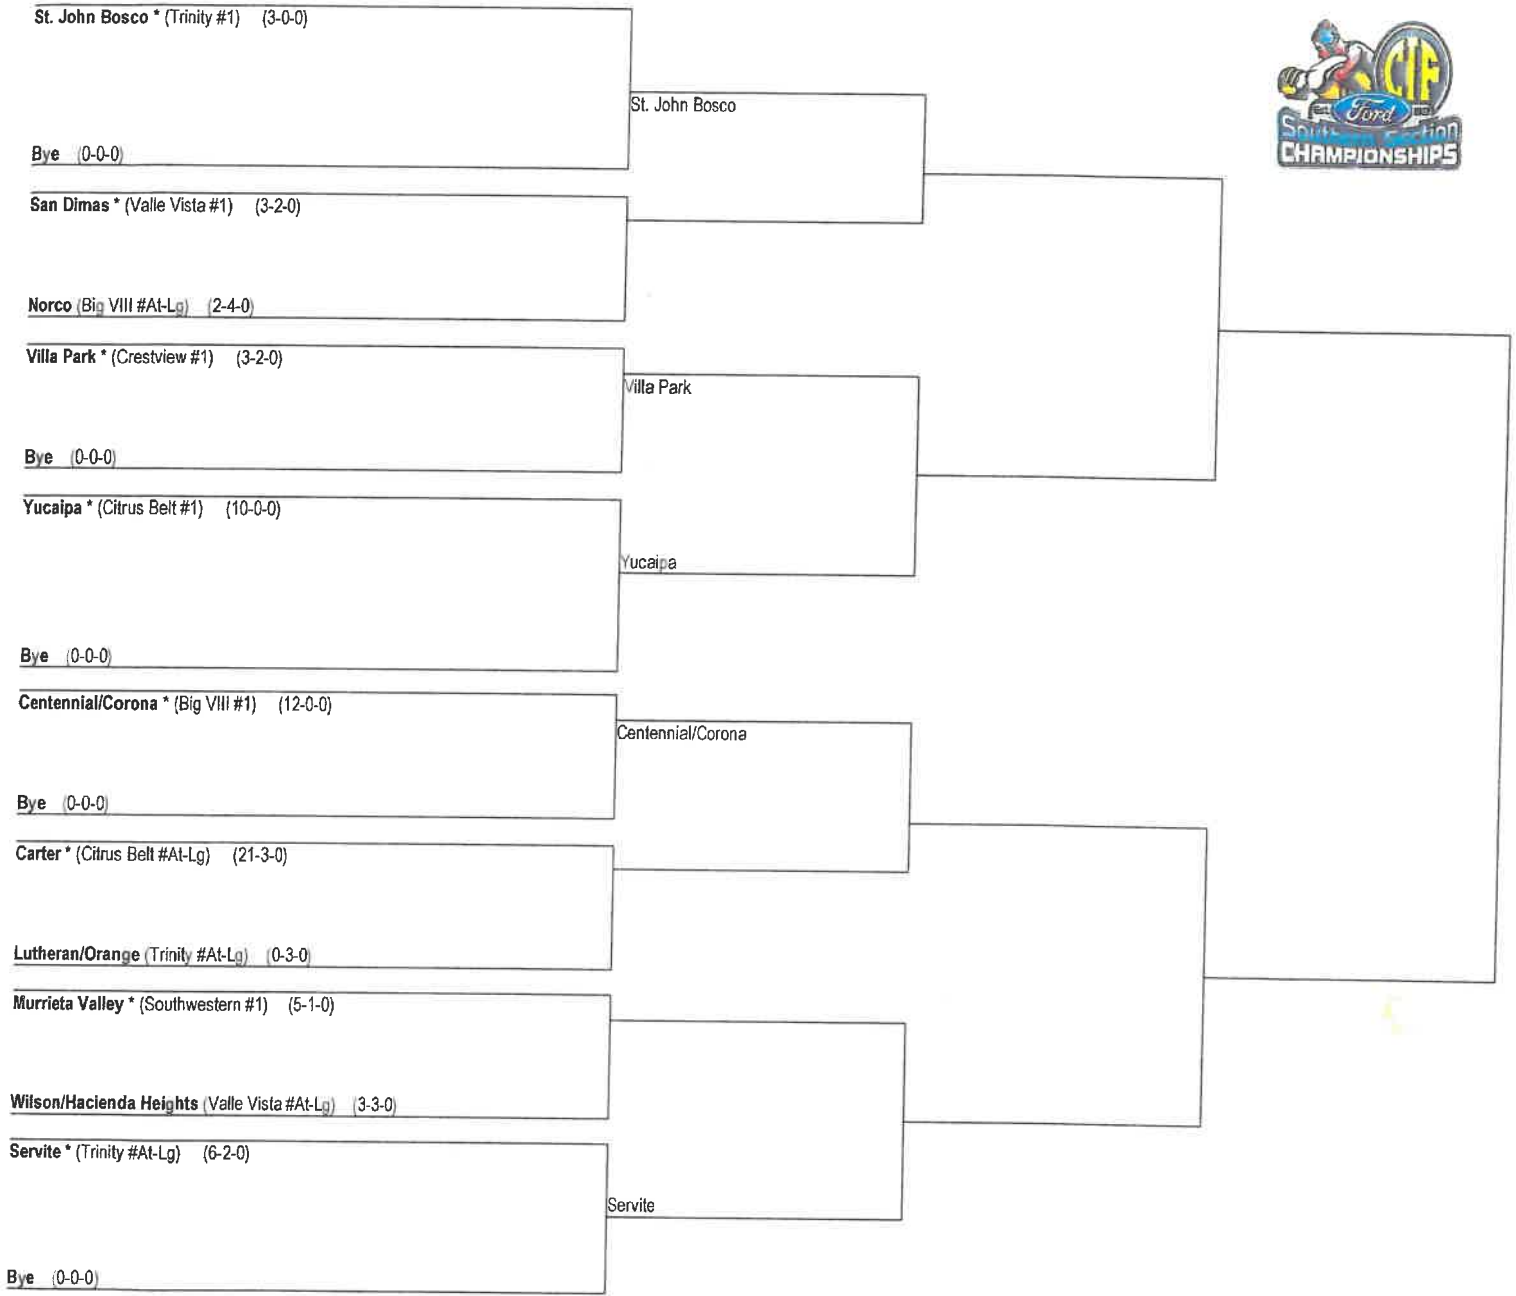 St. John Bosco * (Trinity #1) (3-0-0)
St. John Bosco
Bye (0-0-0)
San Dimas * (Valle Vista #1) (3-2-0)
Norco (Big VIII #At-Lg) (2-4-0)
Villa Park * (Crestview #1) (3-2-0)
Villa Park
Bye (0-0-0)
Yucaipa * (Citrus Belt #1) (10-0-0)
Yucaipa
Bye (0-0-0)
Centennial/Corona * (Big VIII #1) (12-0-0)
Centennial/Corona
Bye (0-0-0)
Carter * (Citrus Belt #At-Lg) (21-3-0)
Lutheran/Orange (Trinity #At-Lg) (0-3-0)
Murrieta Valley * (Southwestern #1) (5-1-0)
Wilson/Hacienda Heights (Valle Vista #At-Lg) (3-3-0)
Servite * (Trinity #At-Lg) (6-2-0)
Servite
Bye (0-0-0)
CIF
Ford
Southern Section
CHAMPIONSHIPS